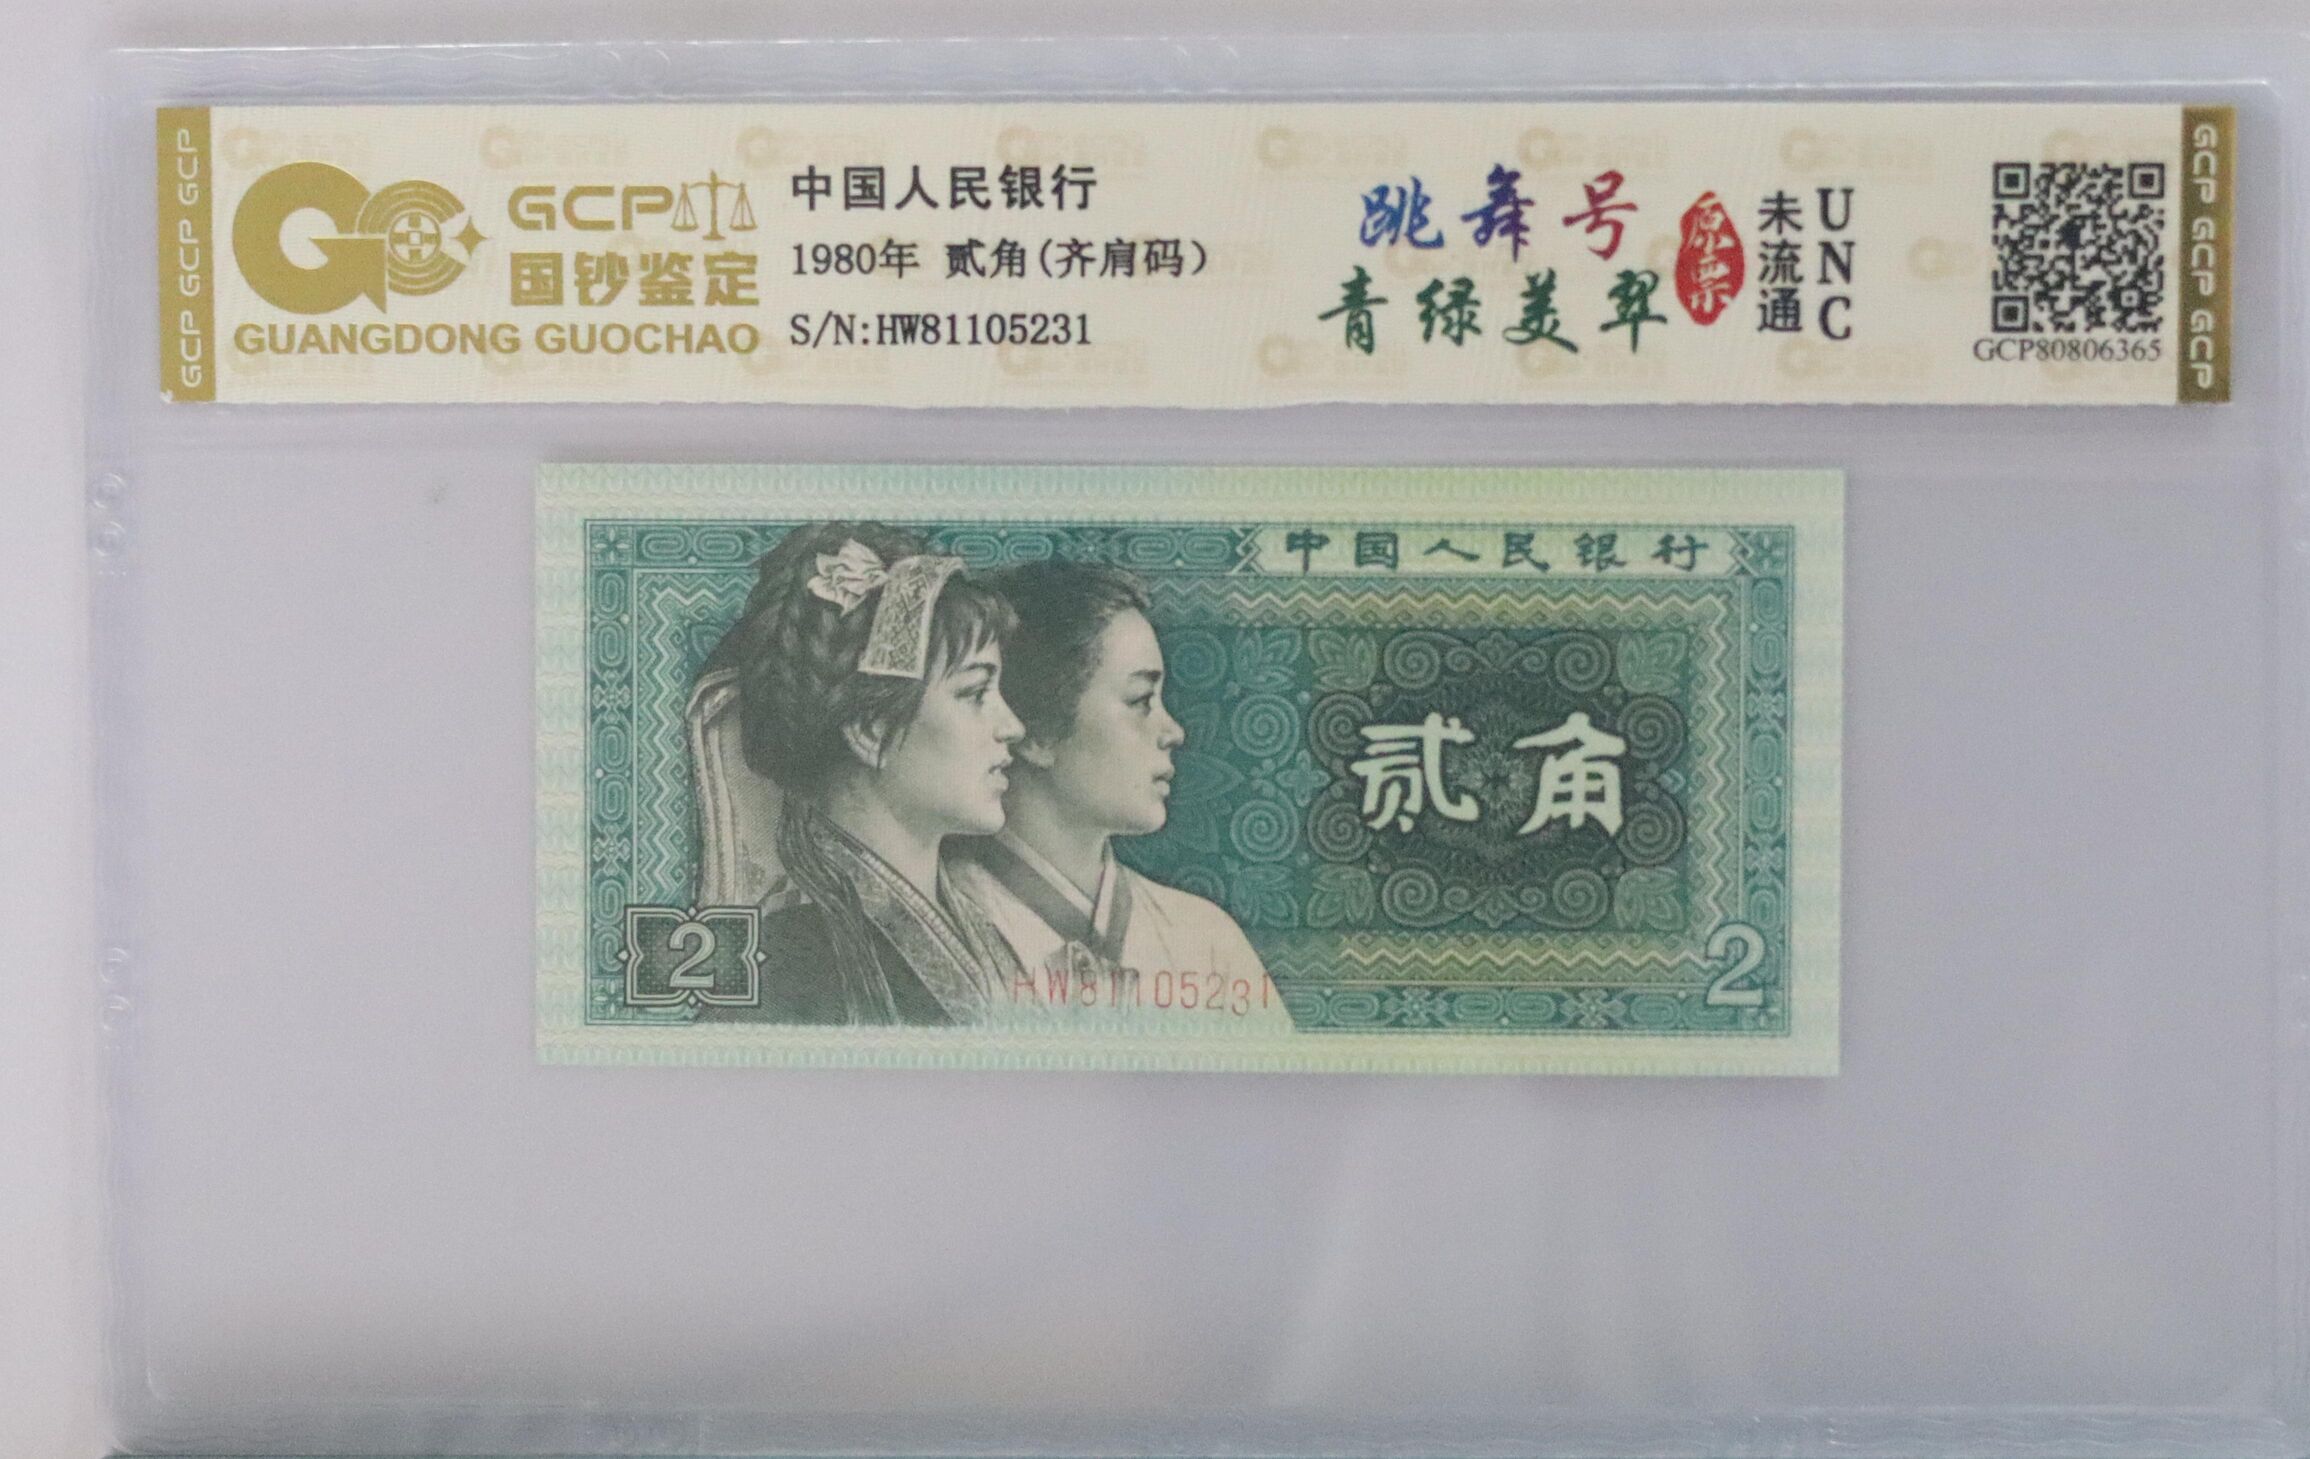 GCP GCP GCP
GCP
国钞鉴定
GUANGDONG GUOCHAO
中国人民银行
1980年 贰角(齐肩码)
S/N:HW81105231
跳舞号
青绿美翠
原票
未流通
UNC
GCP80806365
GCP GCP GCP
中国人民银行
贰角
2
HW81105231
2